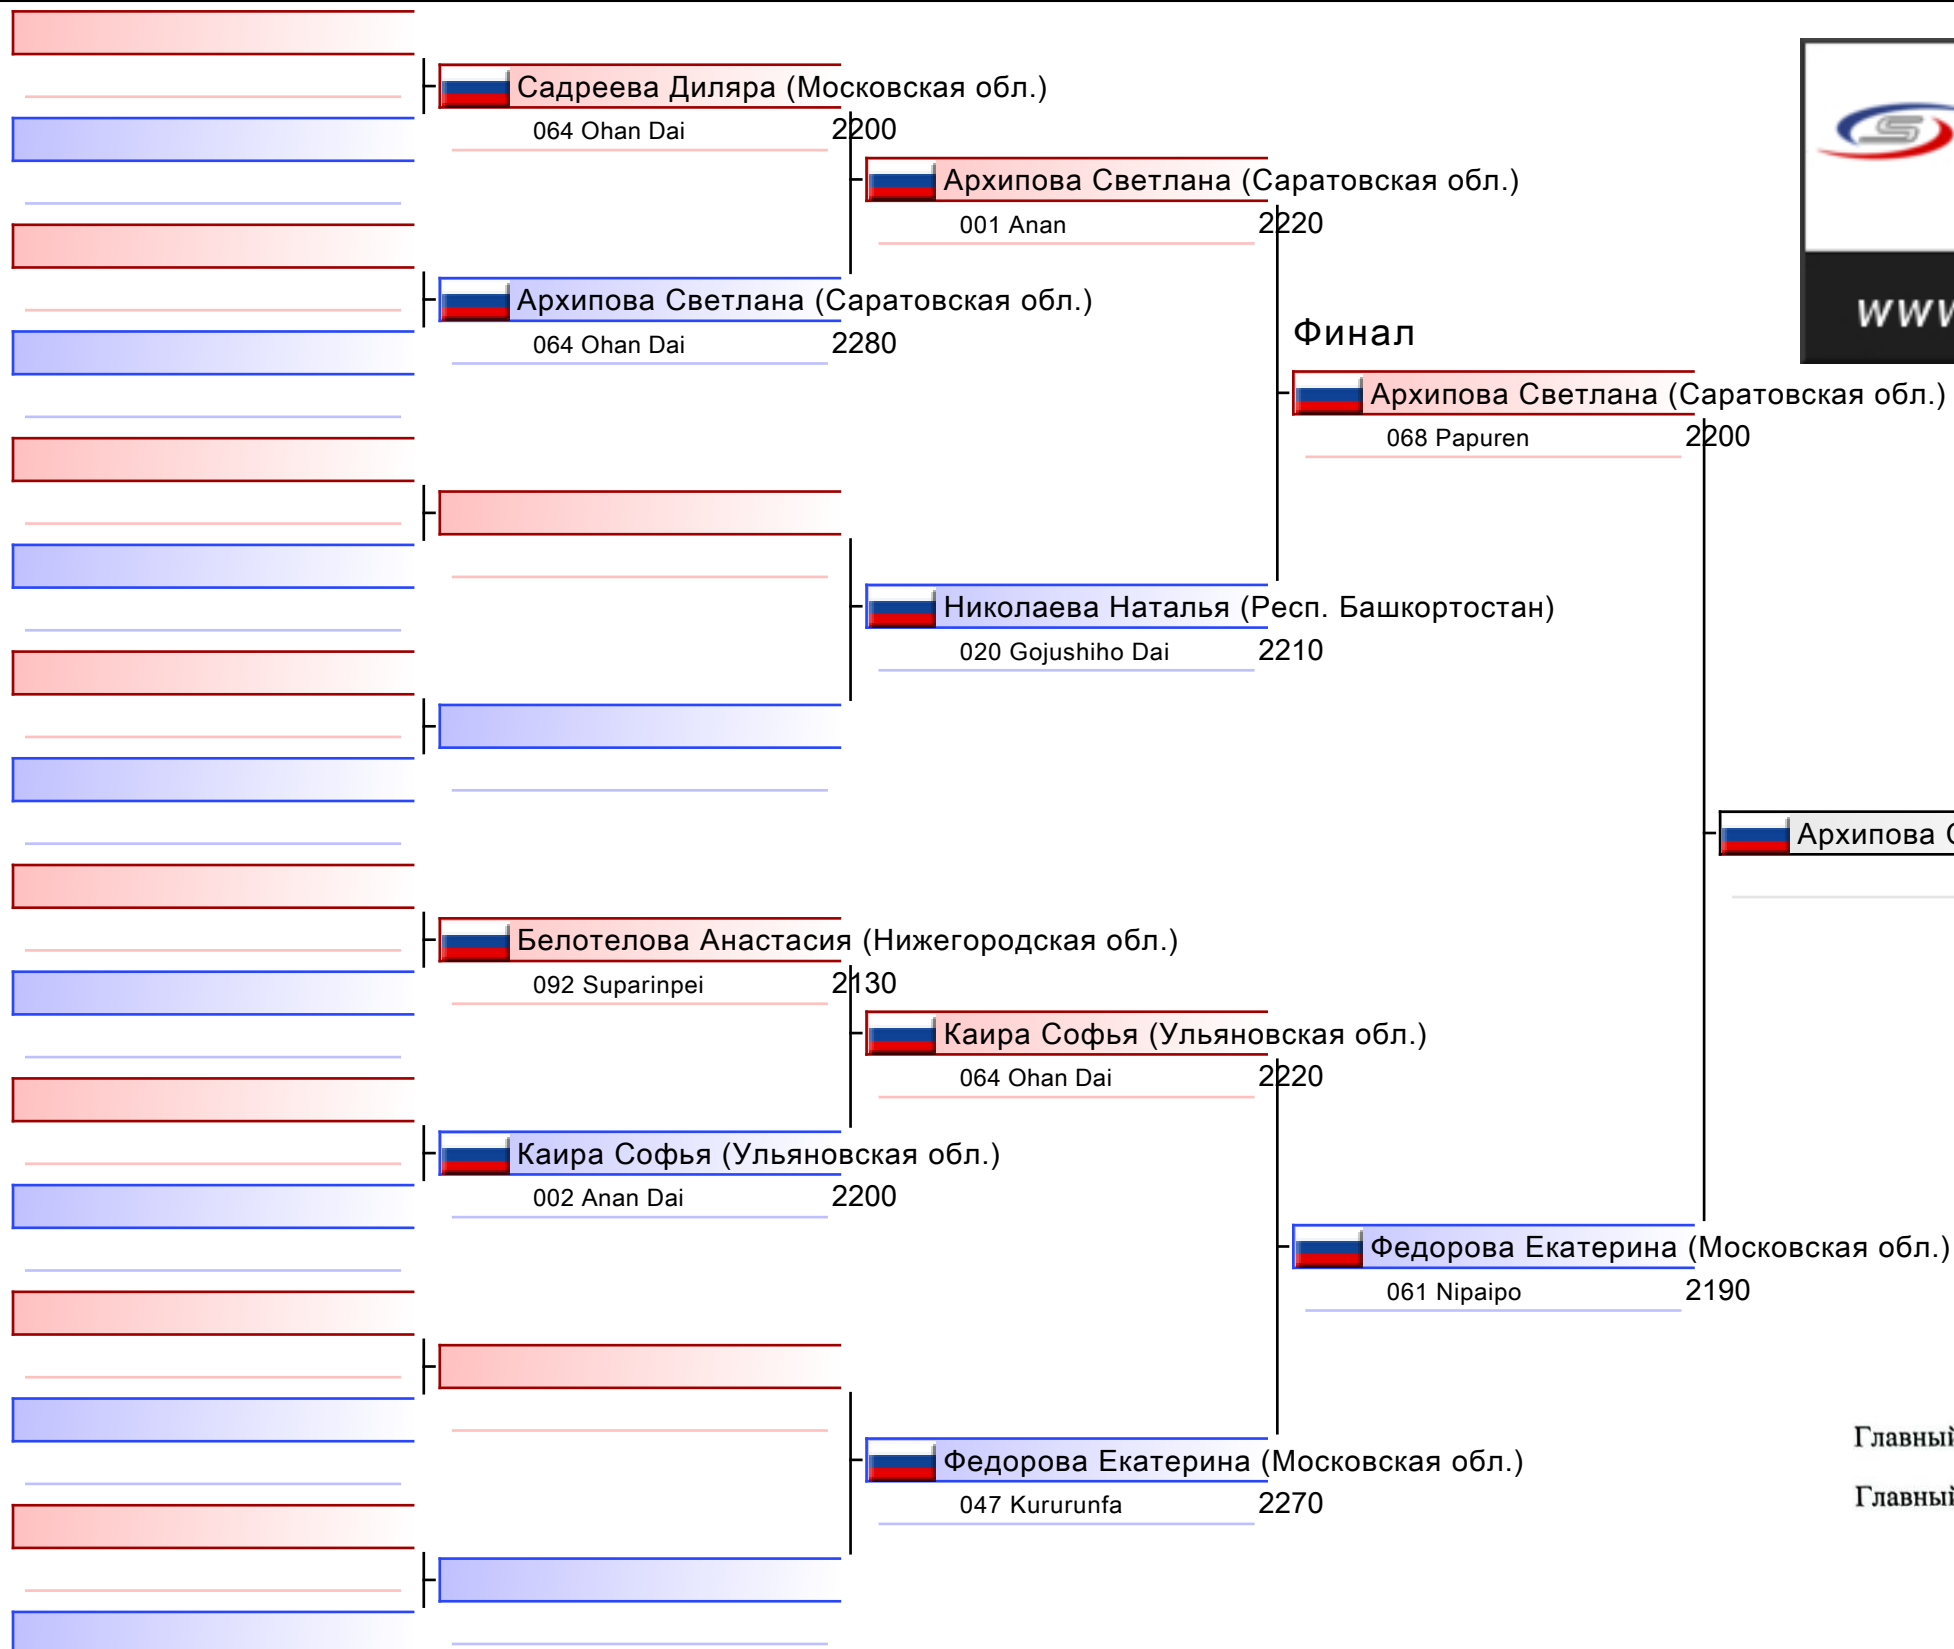 Садреева Диляра (Московская обл.)
064 Ohan Dai 2200
Архипова Светлана (Саратовская обл.)
001 Anan 2220
Архипова Светлана (Саратовская обл.)
064 Ohan Dai 2280
www
Финал
Архипова Светлана (Саратовская обл.)
068 Papuren 2200
Николаева Наталья (Респ. Башкортостан)
020 Gojushiho Dai 2210
Архипова
Белотелова Анастасия (Нижегородская обл.)
092 Suparinpei 2130
Каира Софья (Ульяновская обл.)
064 Ohan Dai 2220
Каира Софья (Ульяновская обл.)
002 Anan Dai 2200
Федорова Екатерина (Московская обл.)
061 Nipaipo 2190
Федорова Екатерина (Московская обл.)
047 Kururunfa 2270
Главный
Главный